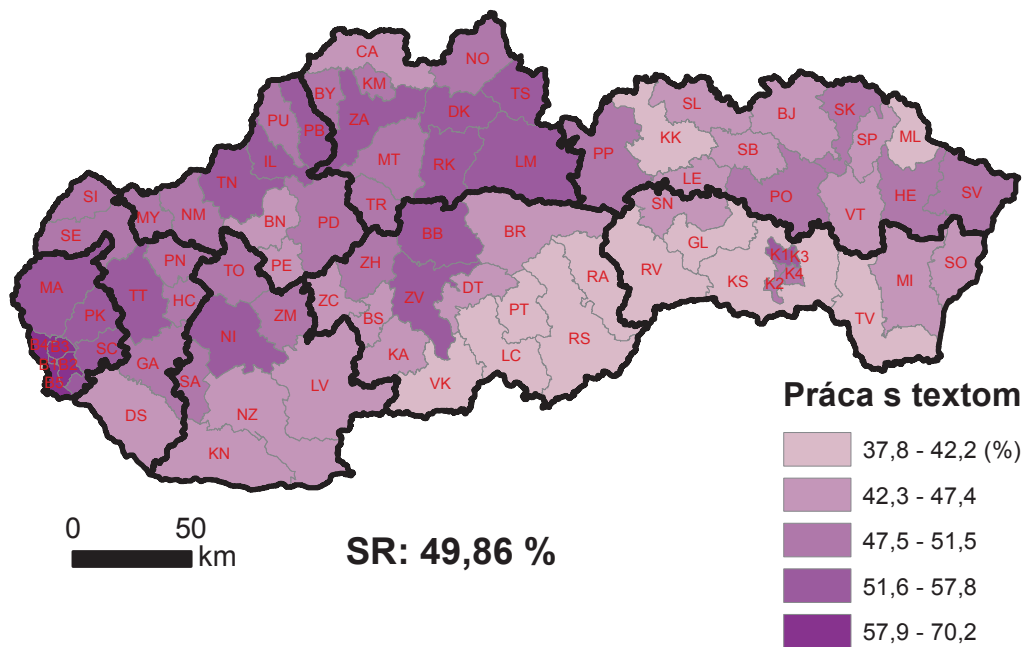 CA
NO
KM
BY
TS
SL
SK
PU
ZA
DK
BJ
PB
ML
KK
SP
IL
MT
RK
LM
PP
SB
TN
LE
PO
HE
SV
SI
MY
NM
BN
PD
TR
SN
VT
SE
BB
BR
GL
PN
PE
ZH
K1
K3
SO
MA
TO
RV
KS
K4
MI
TT
HC
ZC
ZV
DT
RA
K2
PK
ZM
BS
PT
TV
NI
SC
GA
KA
LC
RS
SA
VK
LV
DS
NZ
KN
Práca s textom
37,8 - 42,2 (%)
42,3 - 47,4
47,5 - 51,5
51,6 - 57,8
57,9 - 70,2
0 50
km
SR: 49,86 %